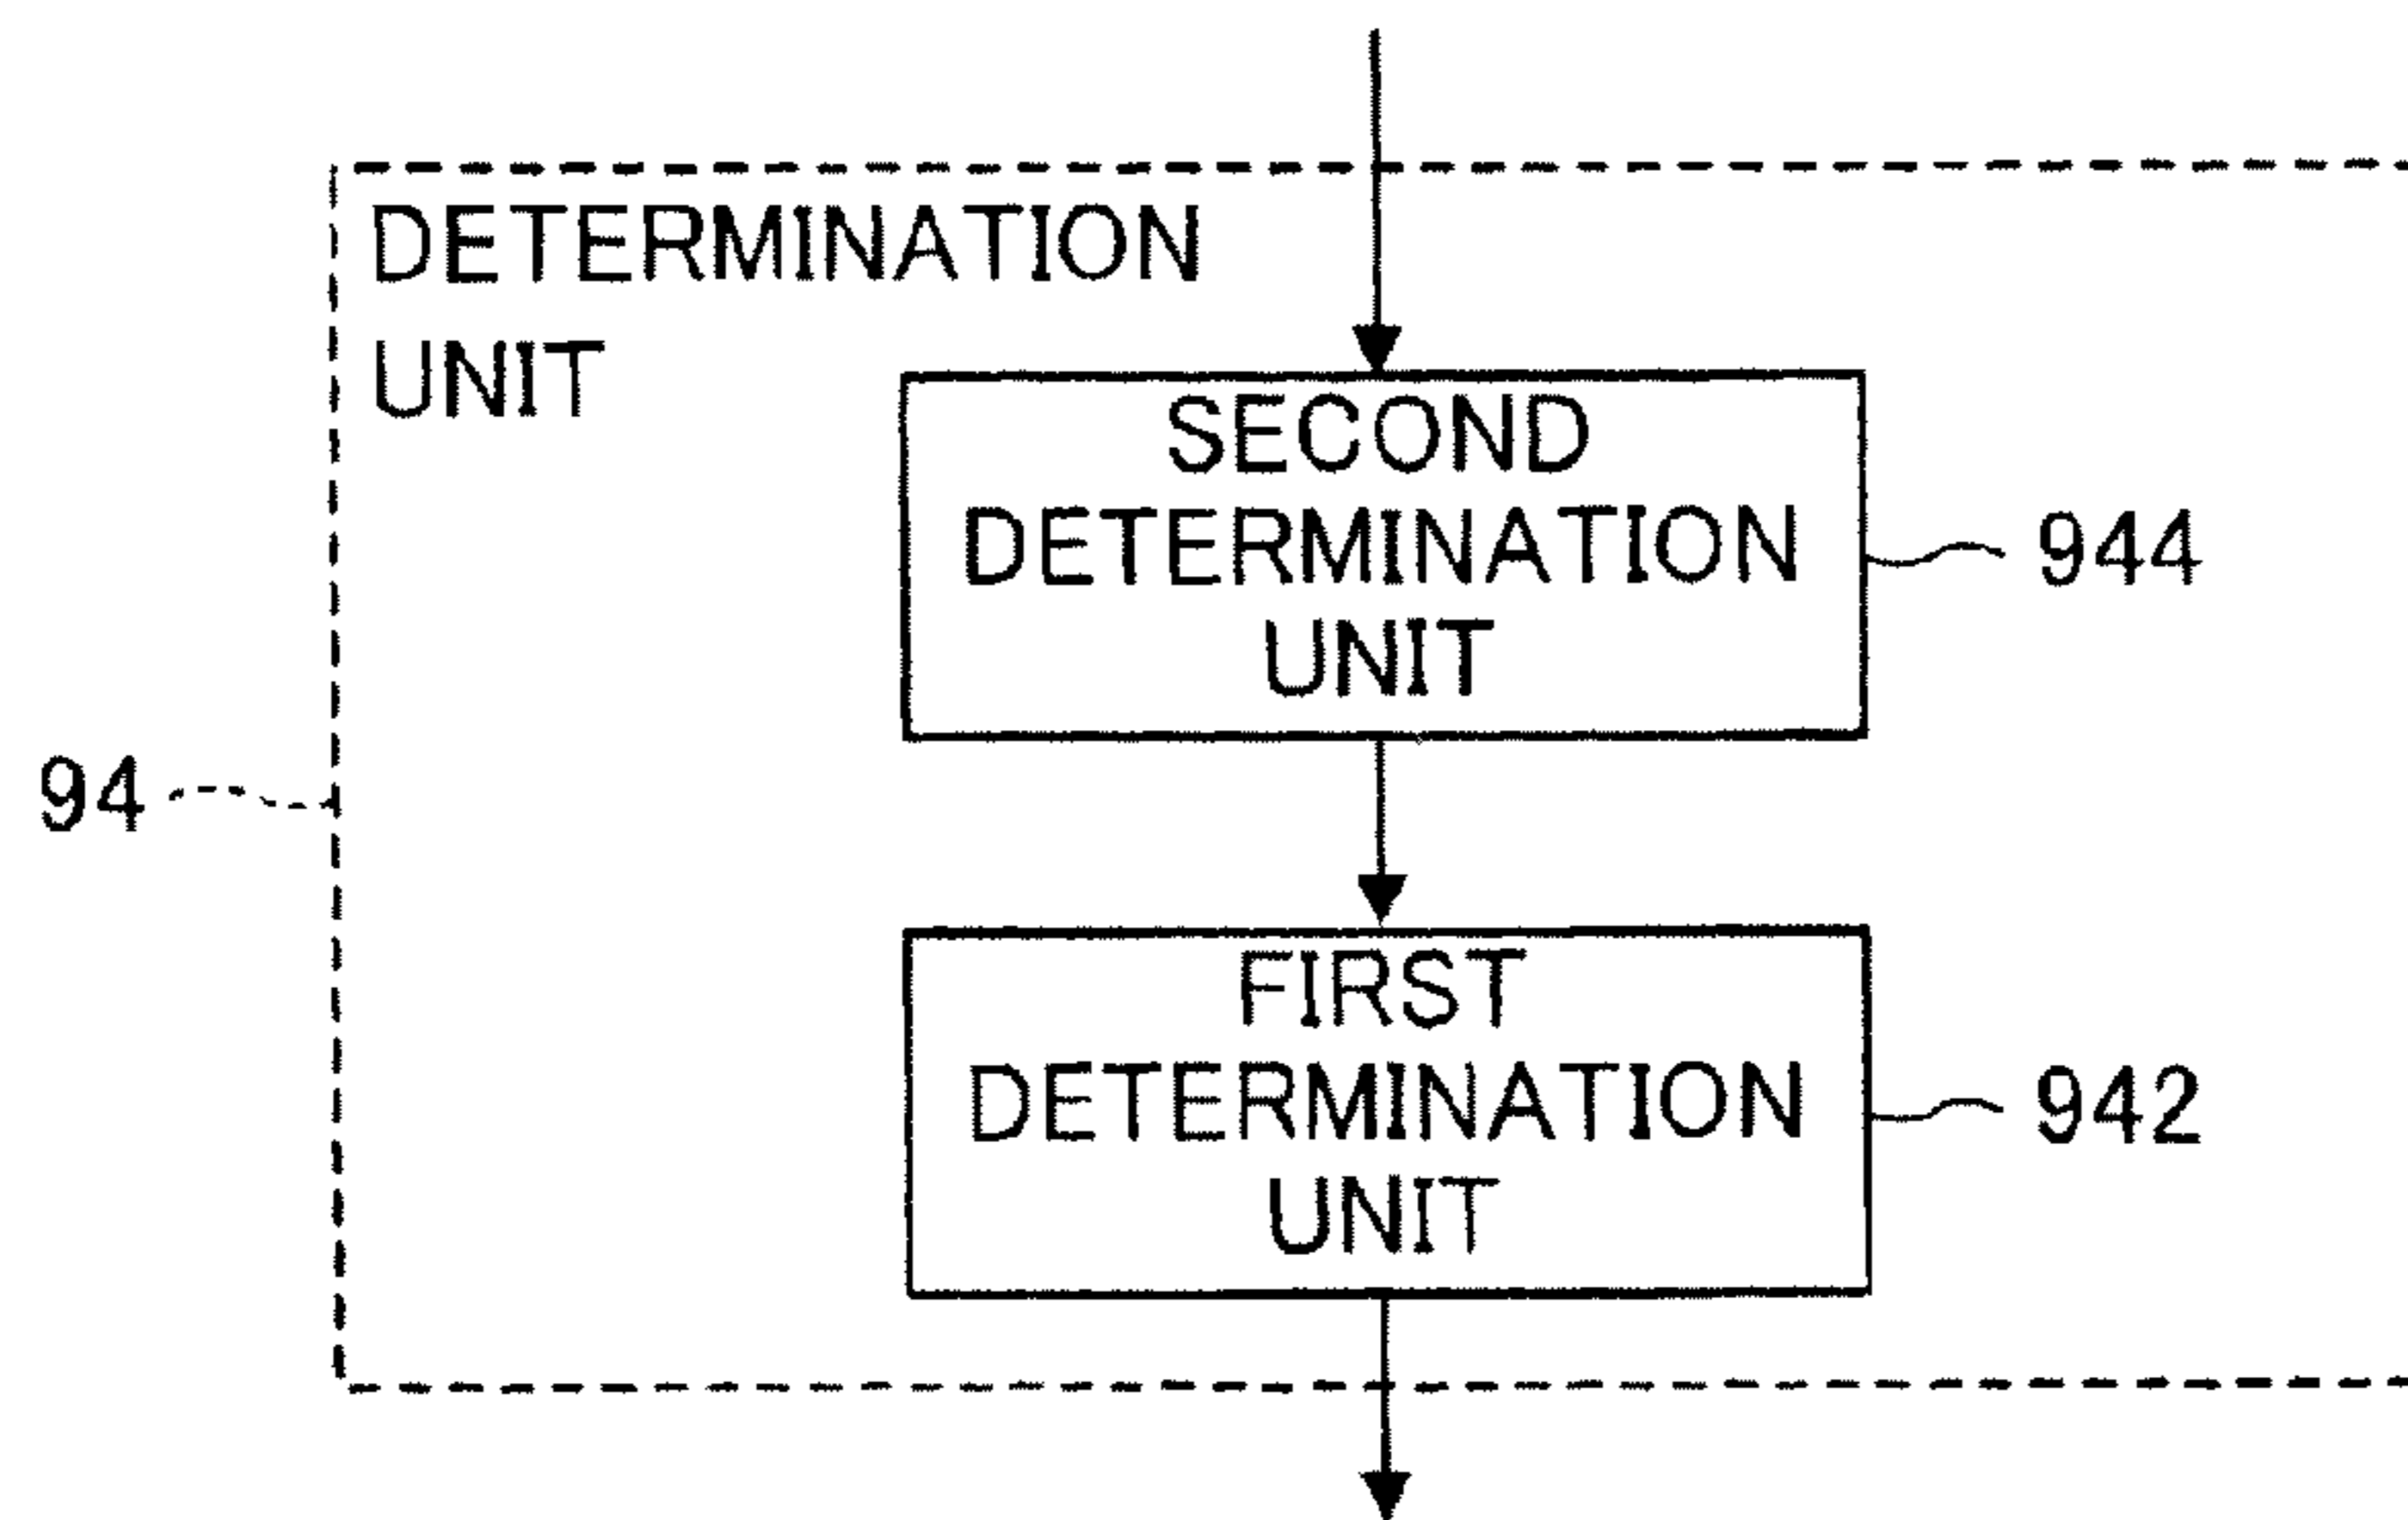 DETERMINATION
UNIT
SECOND
DETERMINATION
UNIT
944
94
FIRST
DETERMINATION
UNIT
942